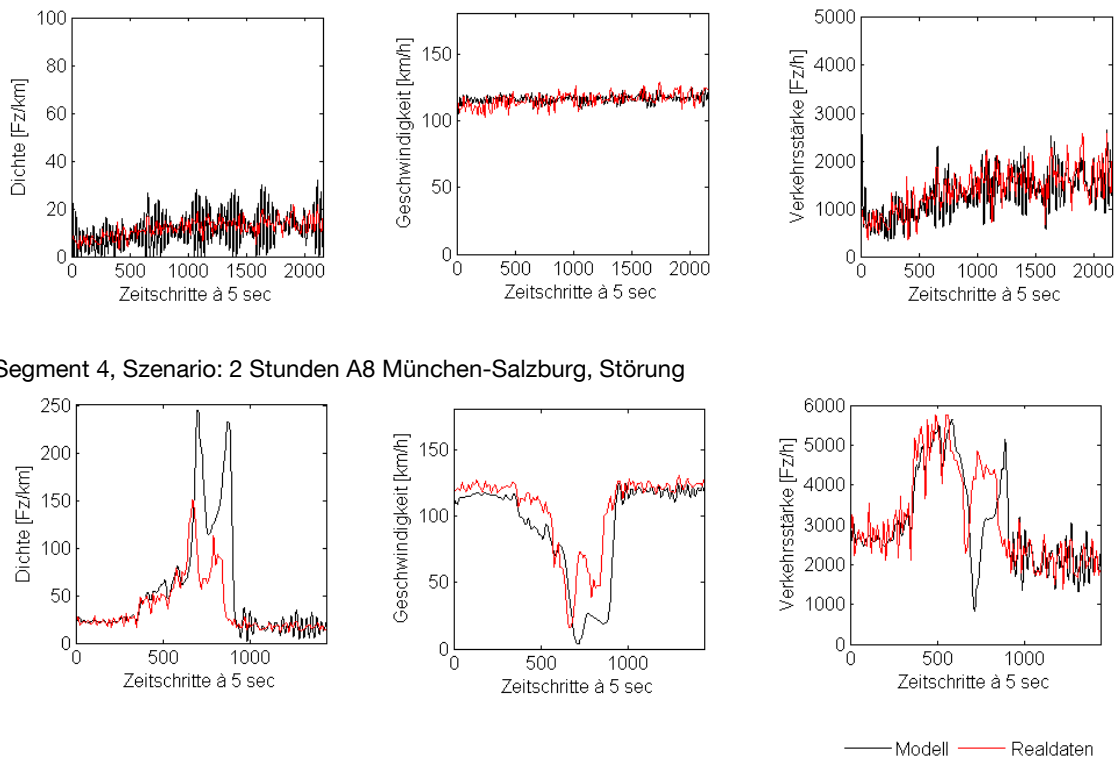 100
80
60
40
20
0
Dichte [Fz/km]
0 500 1000 1500 2000
Zeitschritte à 5 sec
150
100
50
0
Geschwindigkeit [km/h]
0 500 1000 1500 2000
Zeitschritte à 5 sec
5000
4000
3000
2000
1000
0
Verkehrsstärke [Fz/h]
0 500 1000 1500 2000
Zeitschritte à 5 sec
Segment 4, Szenario: 2 Stunden A8 München-Salzburg, Störung
250
200
150
100
50
0
Dichte [Fz/km]
0 500 1000
Zeitschritte à 5 sec
150
100
50
0
Geschwindigkeit [km/h]
0 500 1000
Zeitschritte à 5 sec
6000
5000
4000
3000
2000
1000
0
Verkehrsstärke [Fz/h]
0 500 1000
Zeitschritte à 5 sec
Modell Realdaten